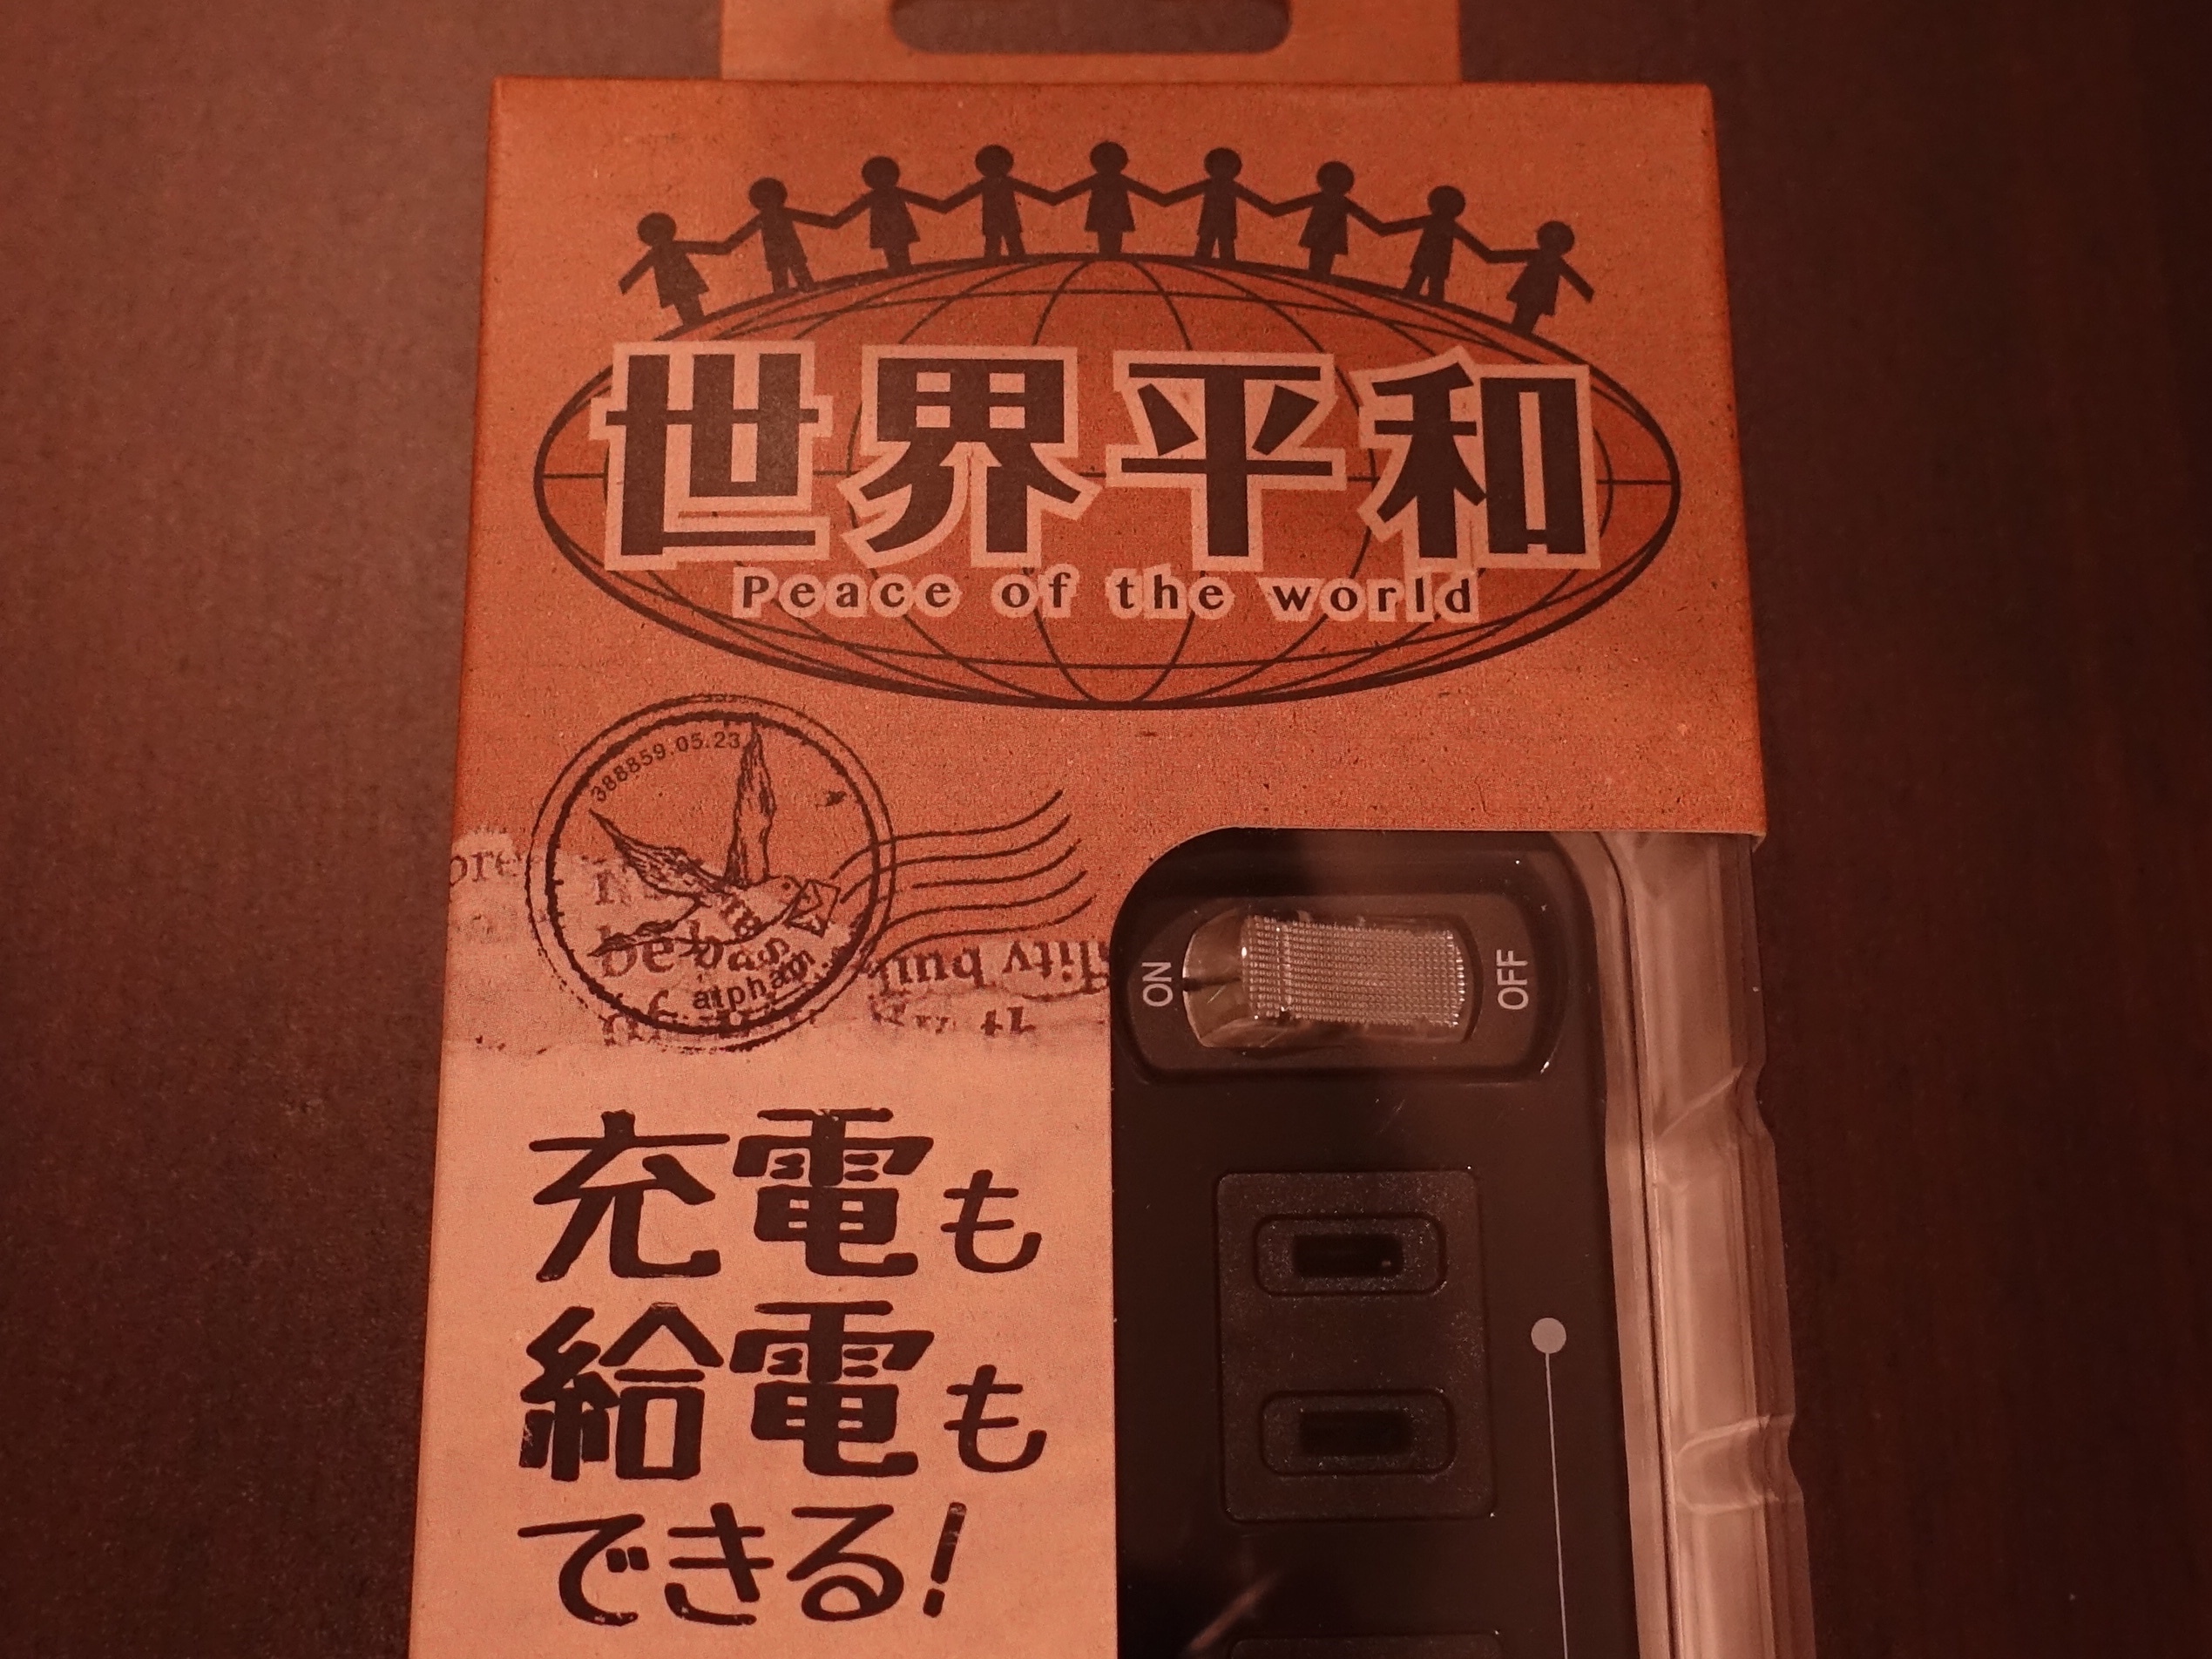 世界平和
Peace of the world
388859.05.23
ON
OFF
充電も
給電も
できる!